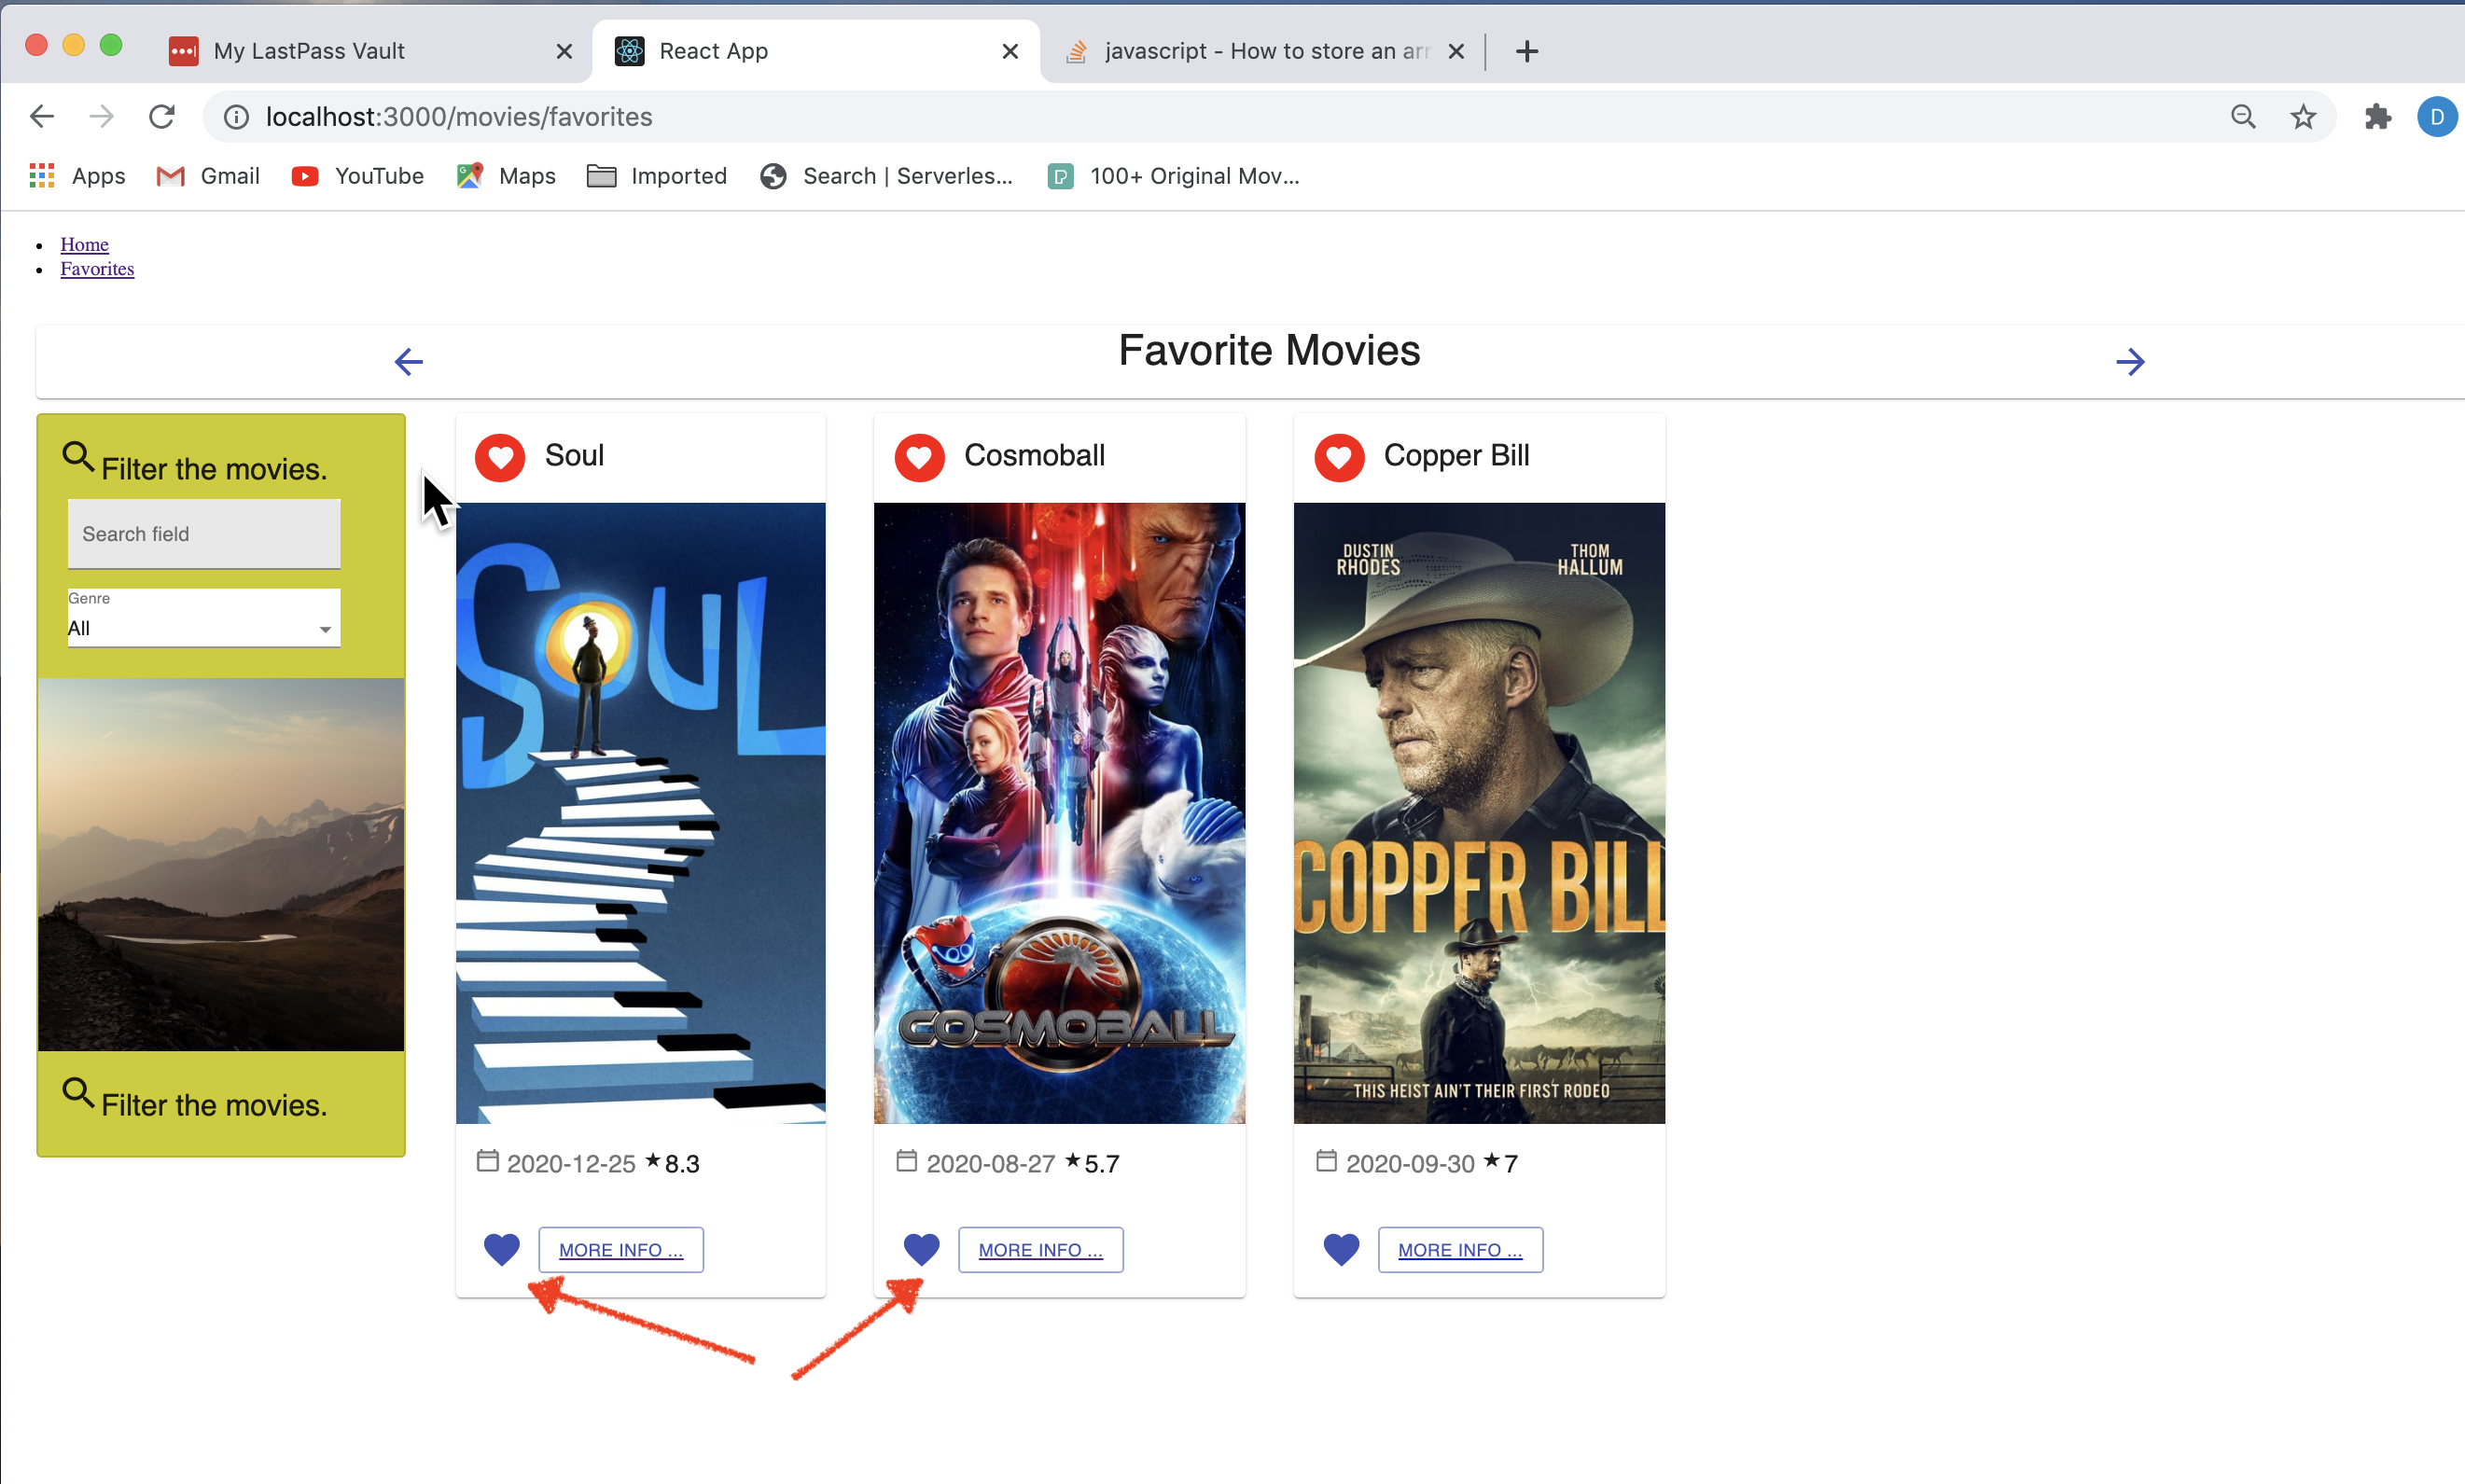 My LastPass Vault
React App
javascript - How to store an arr
localhost:3000/movies/favorites
D
Apps
Gmail
YouTube
Maps
Imported
Search | Serverles...
100+ Original Mov...
Home
Favorites
Favorite Movies
Filter the movies.
Search field
Genre
All
Filter the movies.
Soul
SOUL
2020-12-25 ★8.3
MORE INFO ...
Cosmoball
COSMOBALL
2020-08-27 ★5.7
MORE INFO ...
Copper Bill
DUSTIN RHODES
THOM HALLUM
COPPER BILL
THIS HEIST AIN'T THEIR FIRST RODEO
2020-09-30 ★7
MORE INFO ...